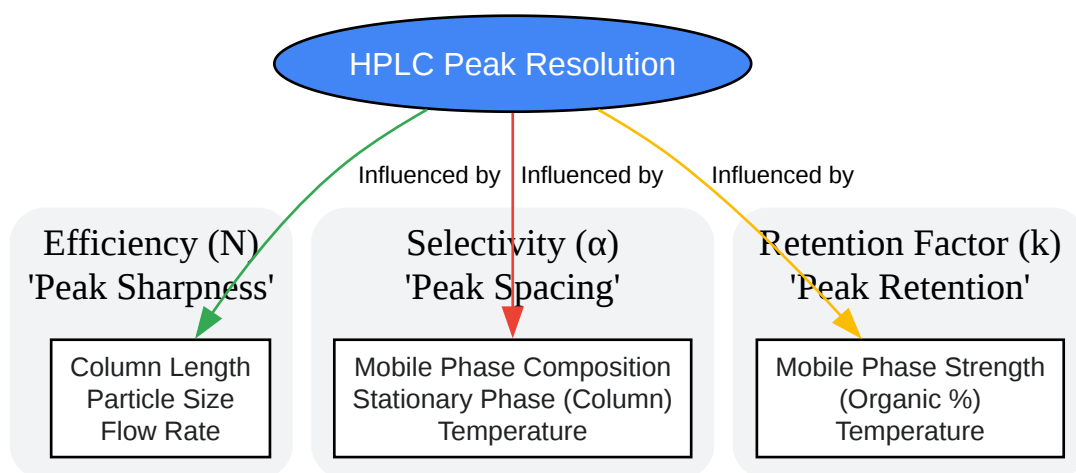 HPLC Peak Resolution
Influenced by
Influenced by
Influenced by
Efficiency (N)
'Peak Sharpness'
Column Length
Particle Size
Flow Rate
Selectivity (α)
'Peak Spacing'
Mobile Phase Composition
Stationary Phase (Column)
Temperature
Retention Factor (k)
'Peak Retention'
Mobile Phase Strength
(Organic %)
Temperature